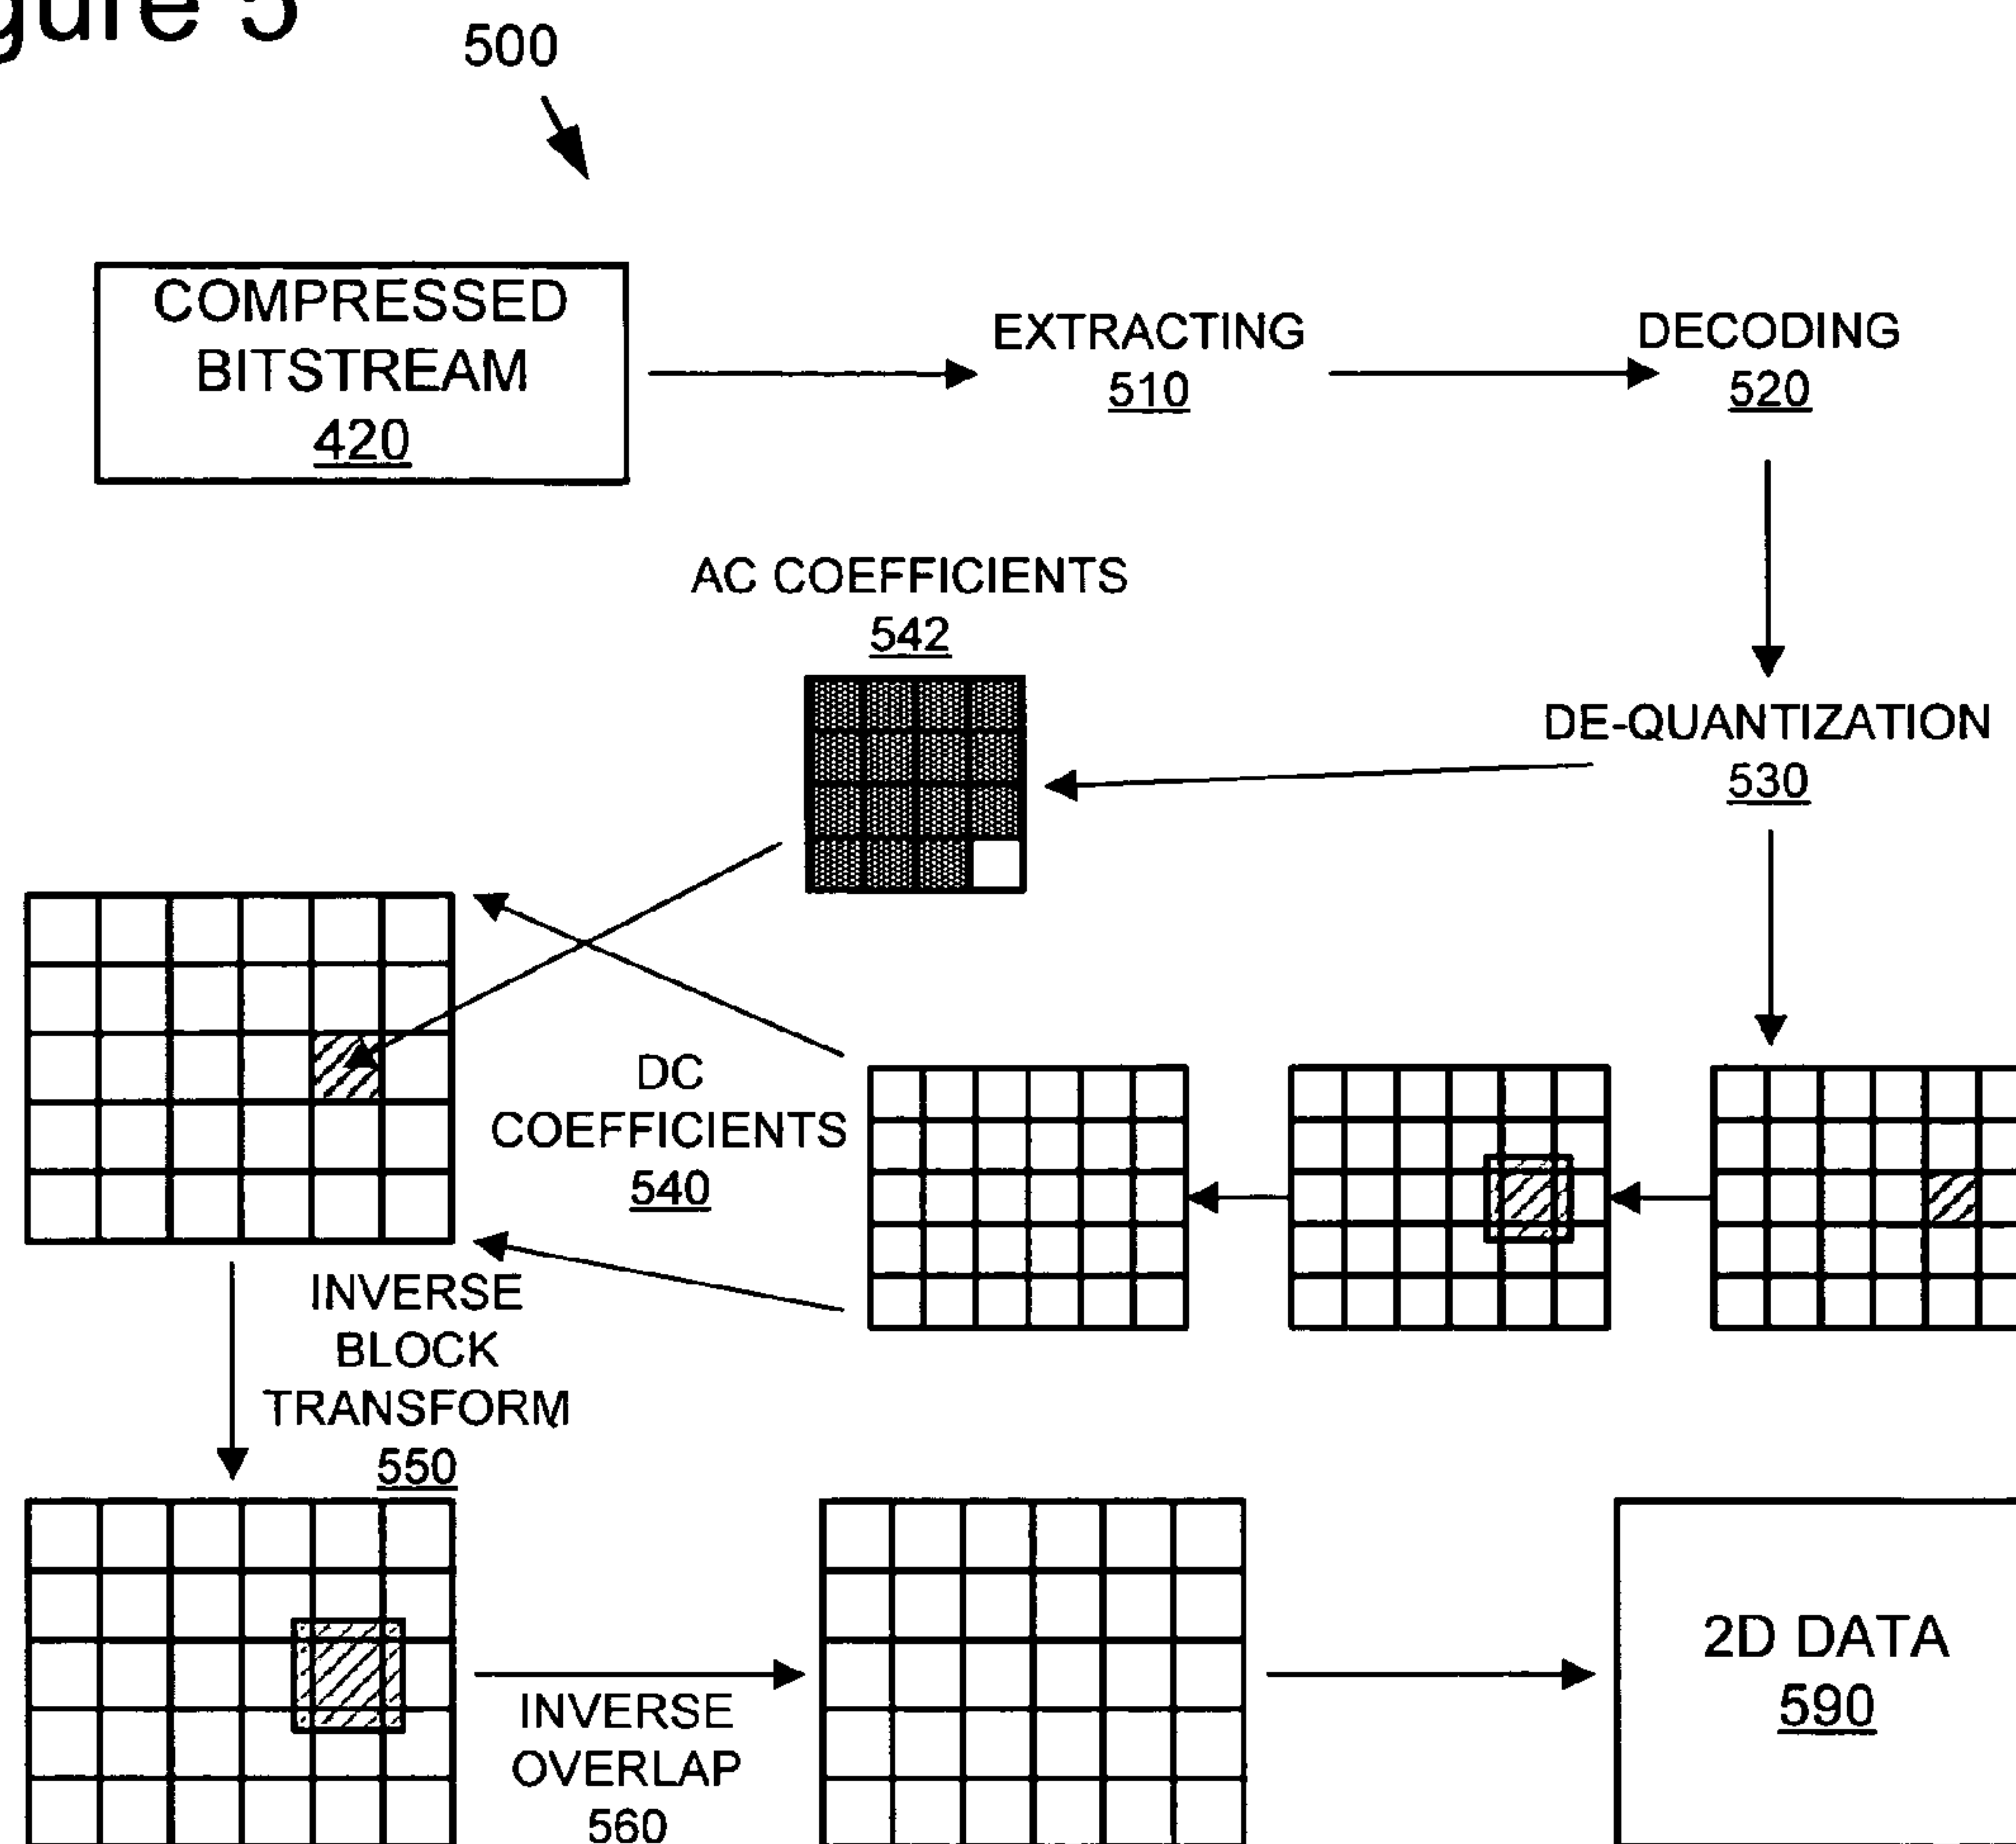 gure 5
500
COMPRESSED
BITSTREAM
420
EXTRACTING
510
DECODING
520
AC COEFFICIENTS
542
DE-QUANTIZATION
530
DC
COEFFICIENTS
540
INVERSE
BLOCK
TRANSFORM
550
INVERSE
OVERLAP
560
2D DATA
590